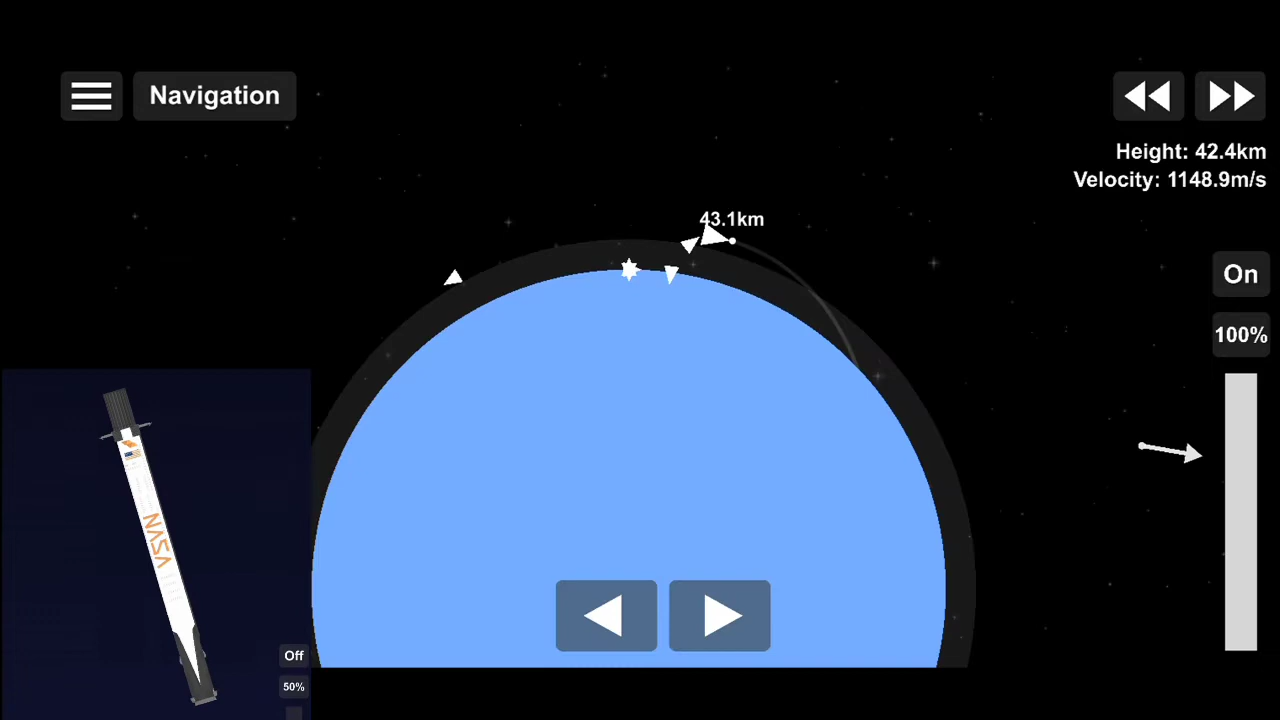 Navigation
Height: 42.4km
Velocity: 1148.9m/s
43.1km
On
100%
NASA
Off
50%